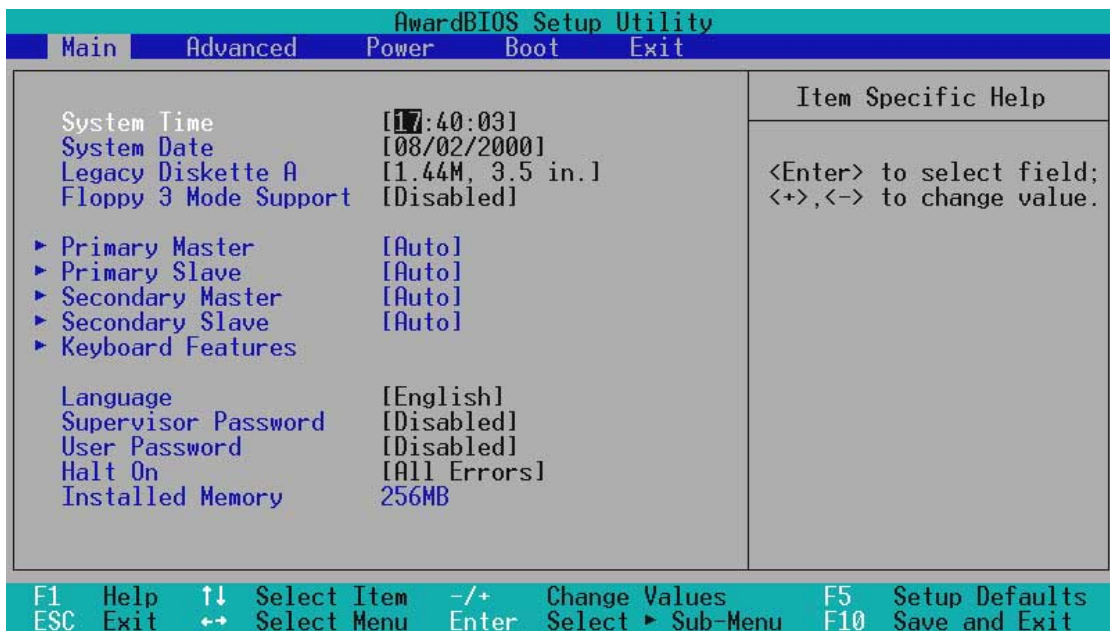 AwardBIOS Setup Utility
Main Advanced Power Boot Exit
System Time [17:40:03]
System Date [08/02/2000]
Legacy Diskette A [1.44M, 3.5 in.]
Floppy 3 Mode Support [Disabled]
► Primary Master [Auto]
► Primary Slave [Auto]
► Secondary Master [Auto]
► Secondary Slave [Auto]
► Keyboard Features
Language [English]
Supervisor Password [Disabled]
User Password [Disabled]
Halt On [All Errors]
Installed Memory 256MB
Item Specific Help
<Enter> to select field;
<+>,<-> to change value.
F1 Help ↑↓ Select Item -/+ Change Values F5 Setup Defaults
ESC Exit ←→ Select Menu Enter Select ► Sub-Menu F10 Save and Exit